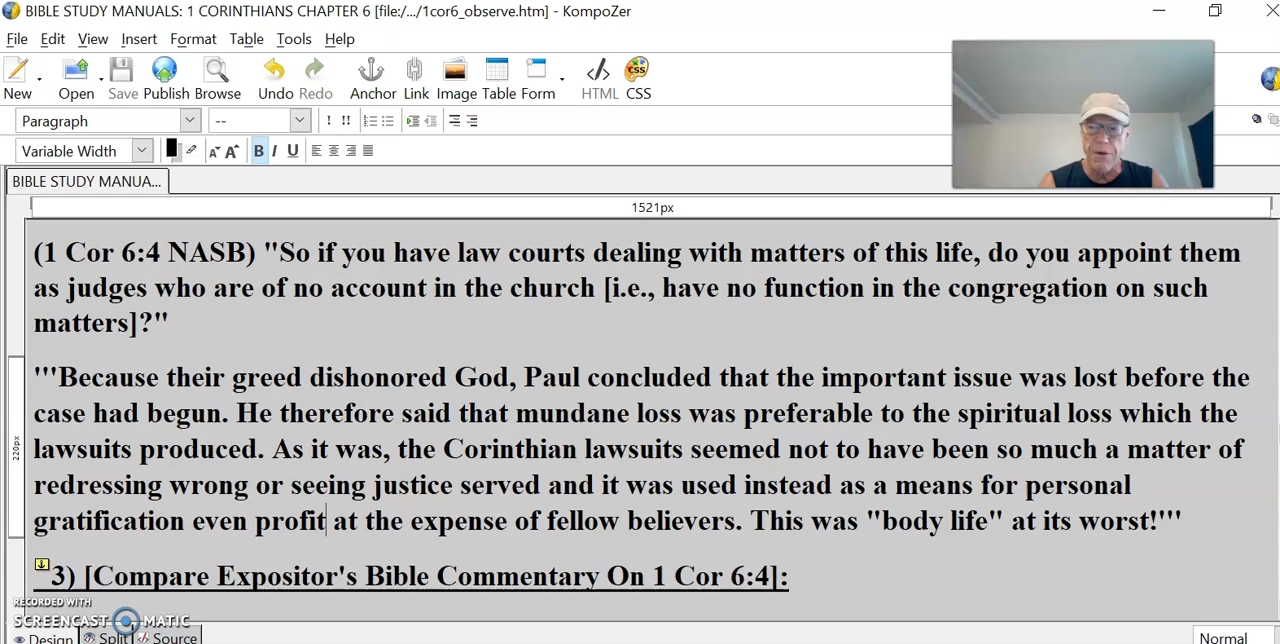 BIBLE STUDY MANUALS: 1 CORINTHIANS CHAPTER 6 [file:/.../1cor6_observe.htm] - KompoZer
File Edit View Insert Format Table Tools Help
New Open Save Publish Browse Undo Redo Anchor Link Image Table Form HTML CSS
Paragraph -- ! !!
Variable Width A A B I U
BIBLE STUDY MANUA...
1521px
(1 Cor 6:4 NASB) "So if you have law courts dealing with matters of this life, do you appoint them
as judges who are of no account in the church [i.e., have no function in the congregation on such
matters]?"
'''Because their greed dishonored God, Paul concluded that the important issue was lost before the
case had begun. He therefore said that mundane loss was preferable to the spiritual loss which the
lawsuits produced. As it was, the Corinthian lawsuits seemed not to have been so much a matter of
redressing wrong or seeing justice served and it was used instead as a means for personal
gratification even profit at the expense of fellow believers. This was "body life" at its worst!'''
220px
3) [Compare Expositor's Bible Commentary On 1 Cor 6:4]:
RECORDED WITH
SCREENCAST MATIC
Design Split Source Normal